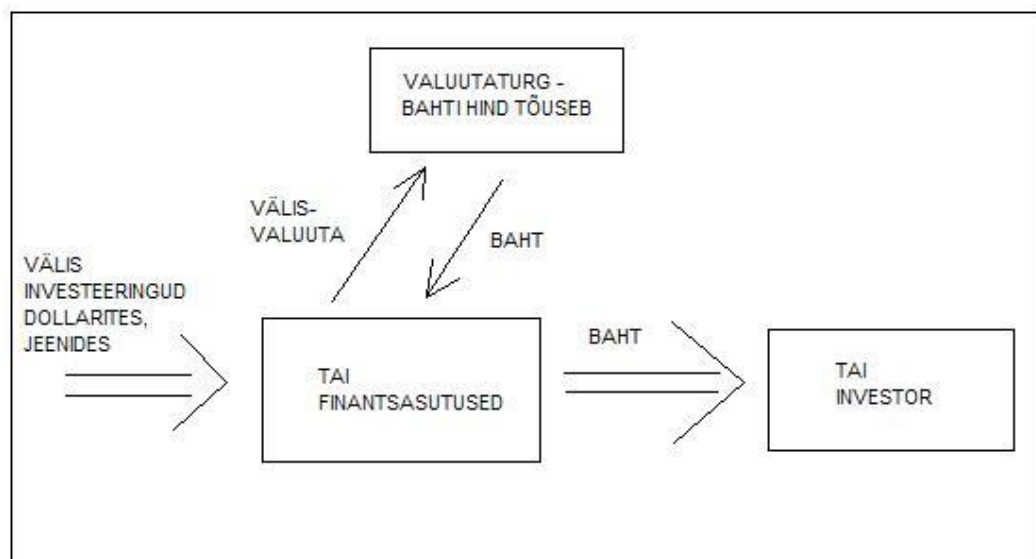 VALUUTATURG -
BAHTI HIND TÕUSEB
VÄLIS-
VALUUTA
BAHT
VÄLIS
INVESTEERINGUD
DOLLARITES,
JEENIDES
TAI
FINANTSASUTUSED
BAHT
TAI
INVESTOR